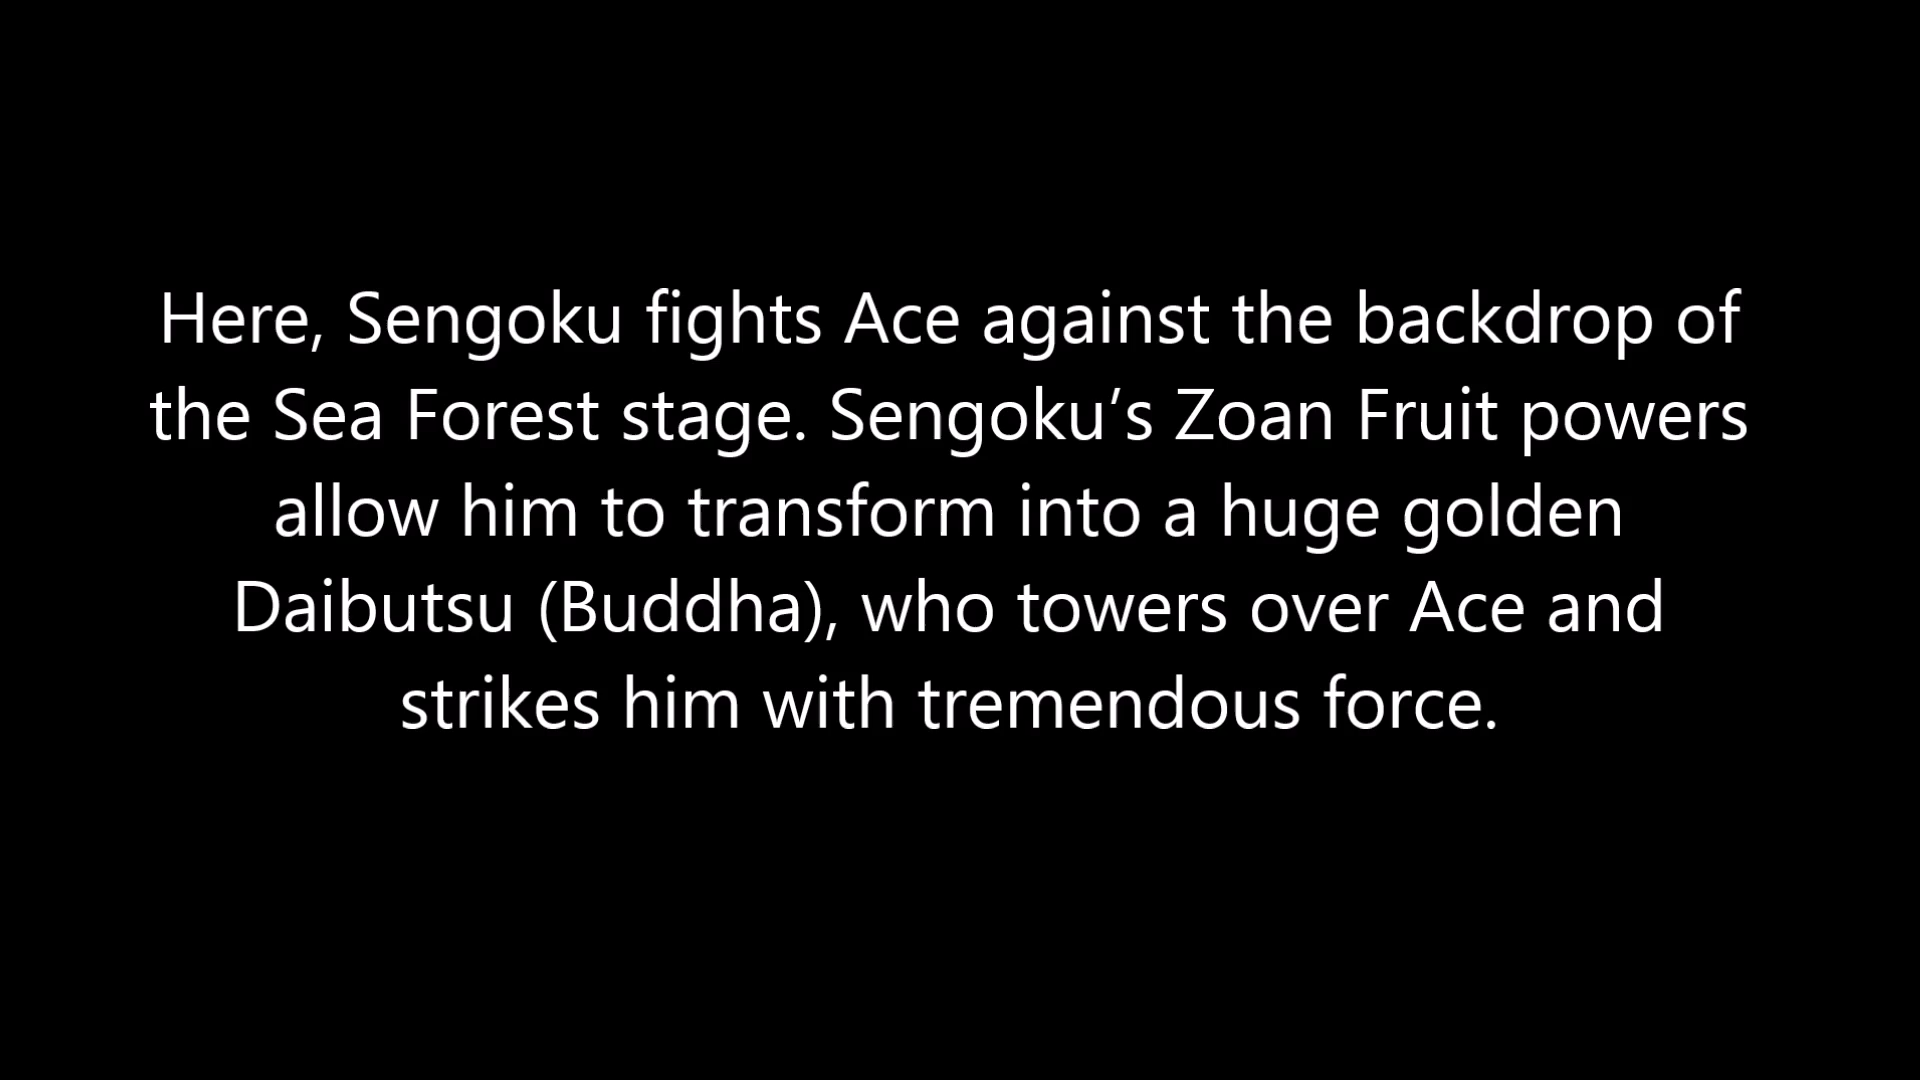 Here, Sengoku fights Ace against the backdrop of
the Sea Forest stage. Sengoku’s Zoan Fruit powers
allow him to transform into a huge golden
Daibutsu (Buddha), who towers over Ace and
strikes him with tremendous force.